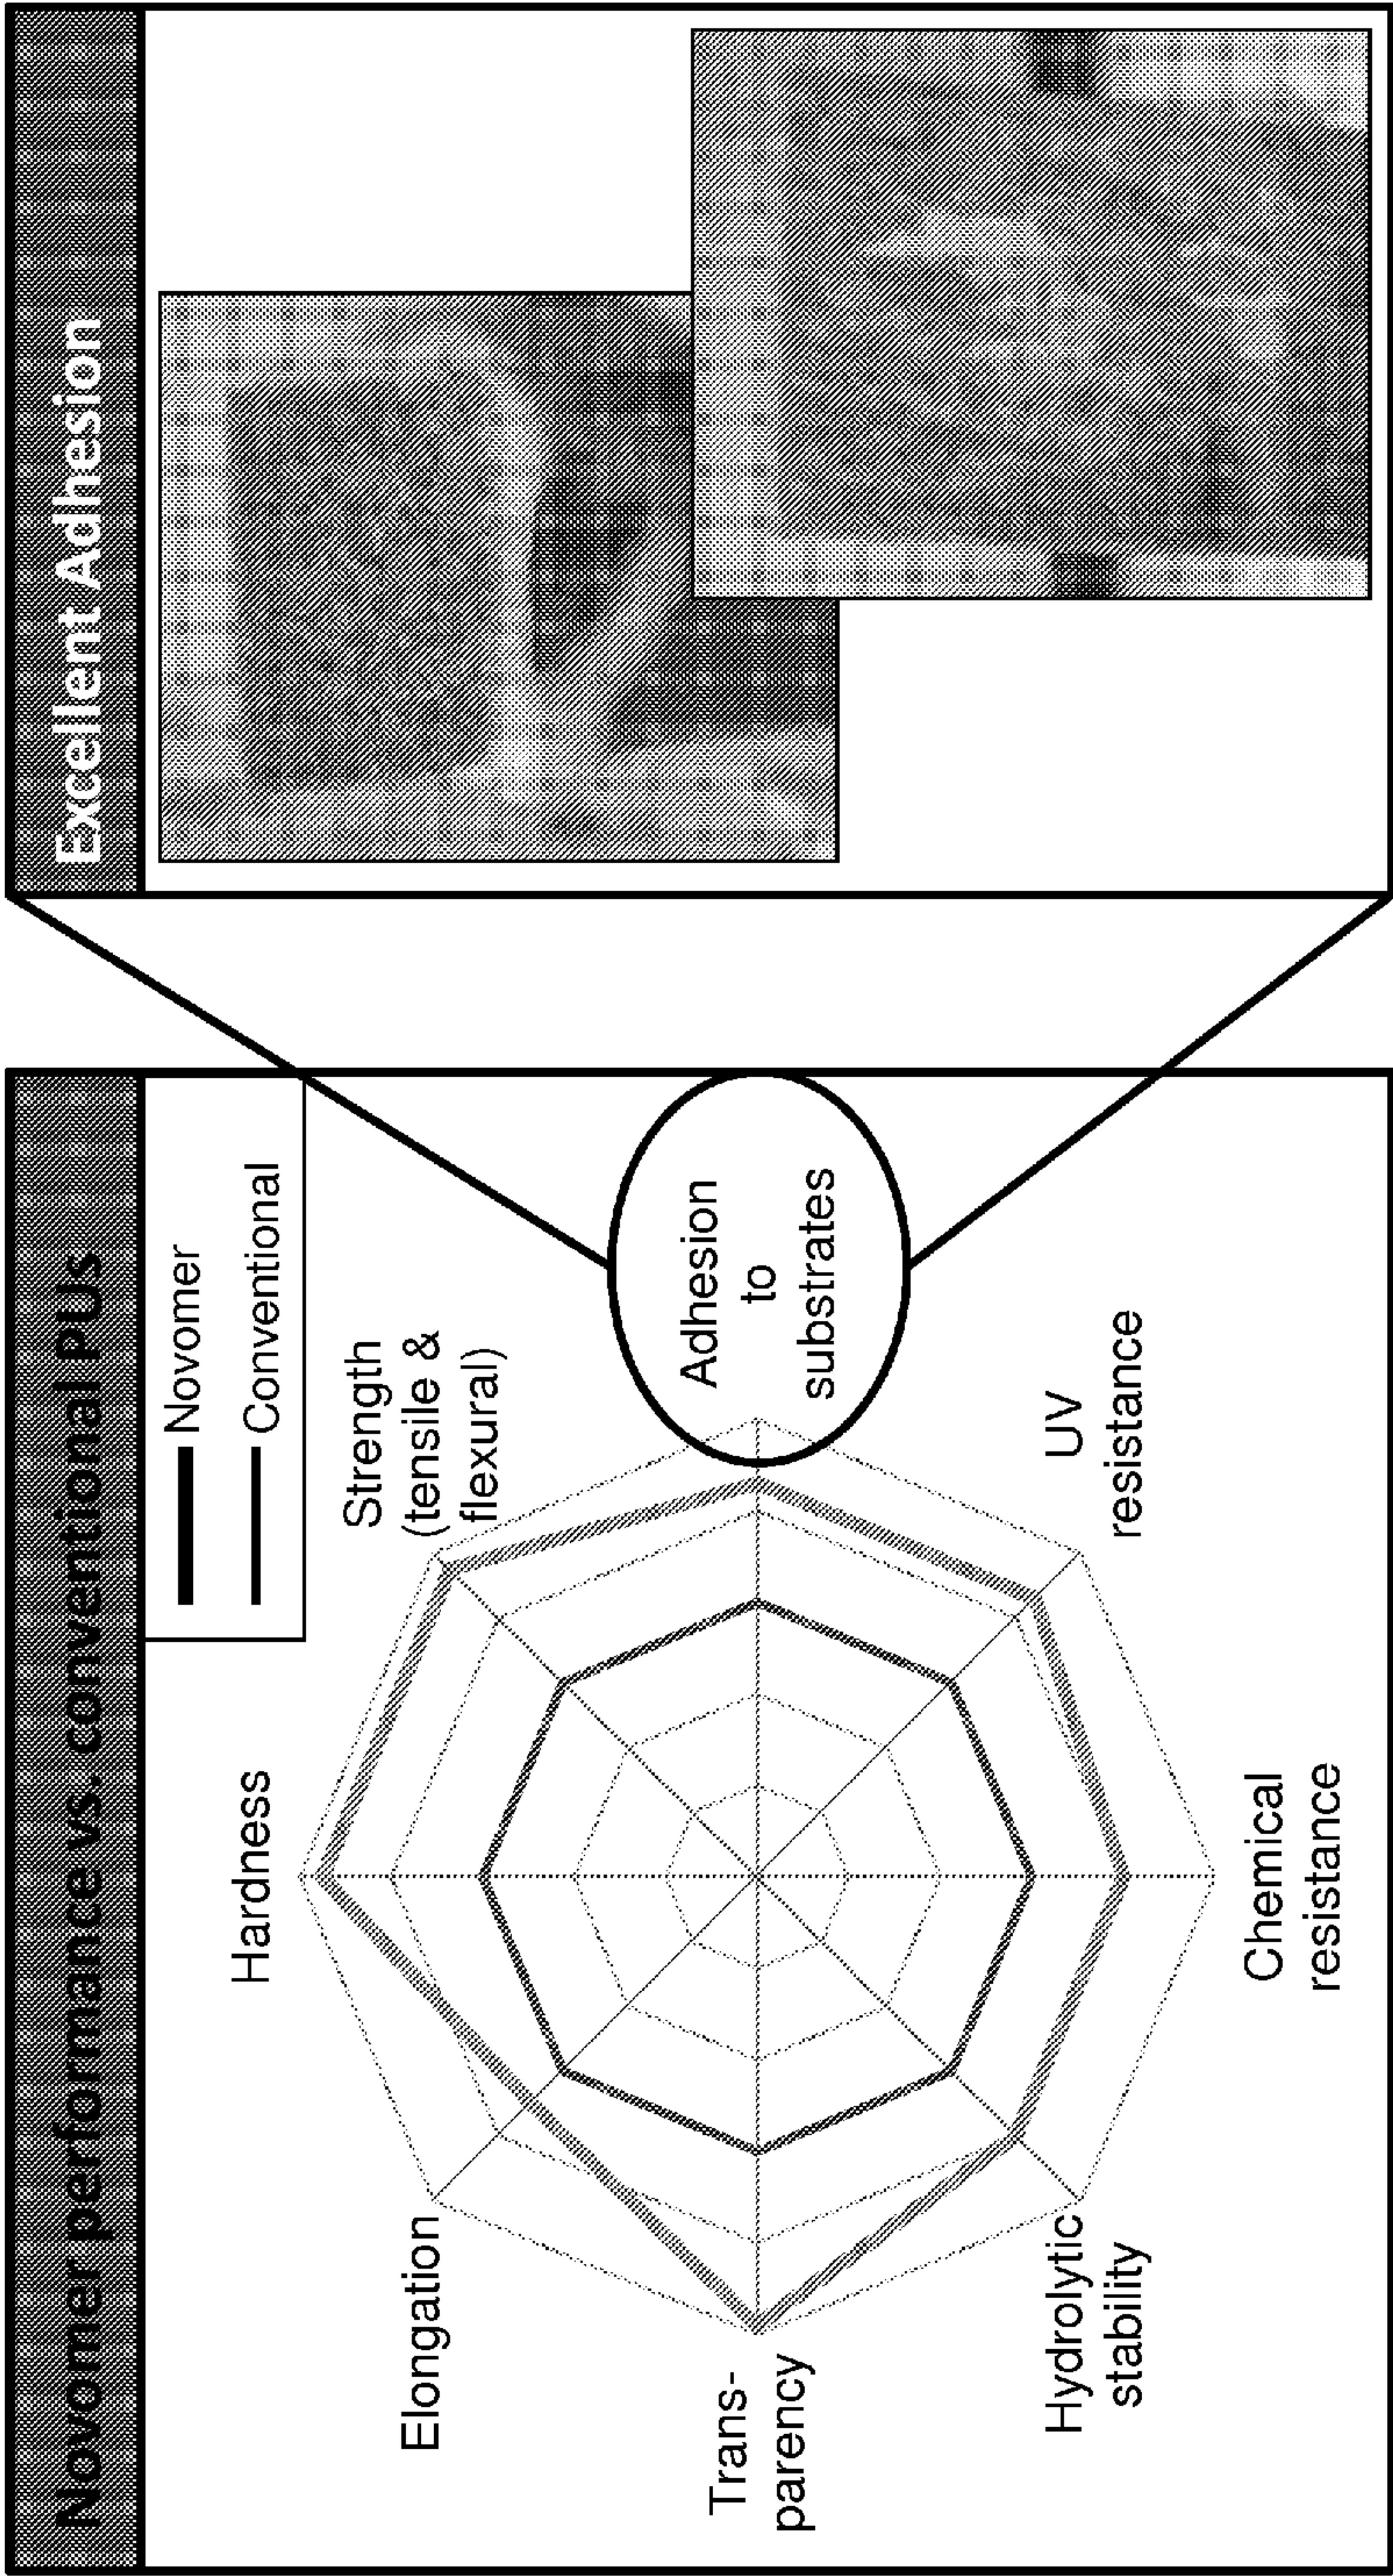 Novomer performance vs. conventional PUs
Novomer
Conventional
Hardness
Strength
(tensile &
flexural)
Elongation
Adhesion
to
substrates
Trans-
parency
UV
resistance
Hydrolytic
stability
Chemical
resistance
Excellent Adhesion